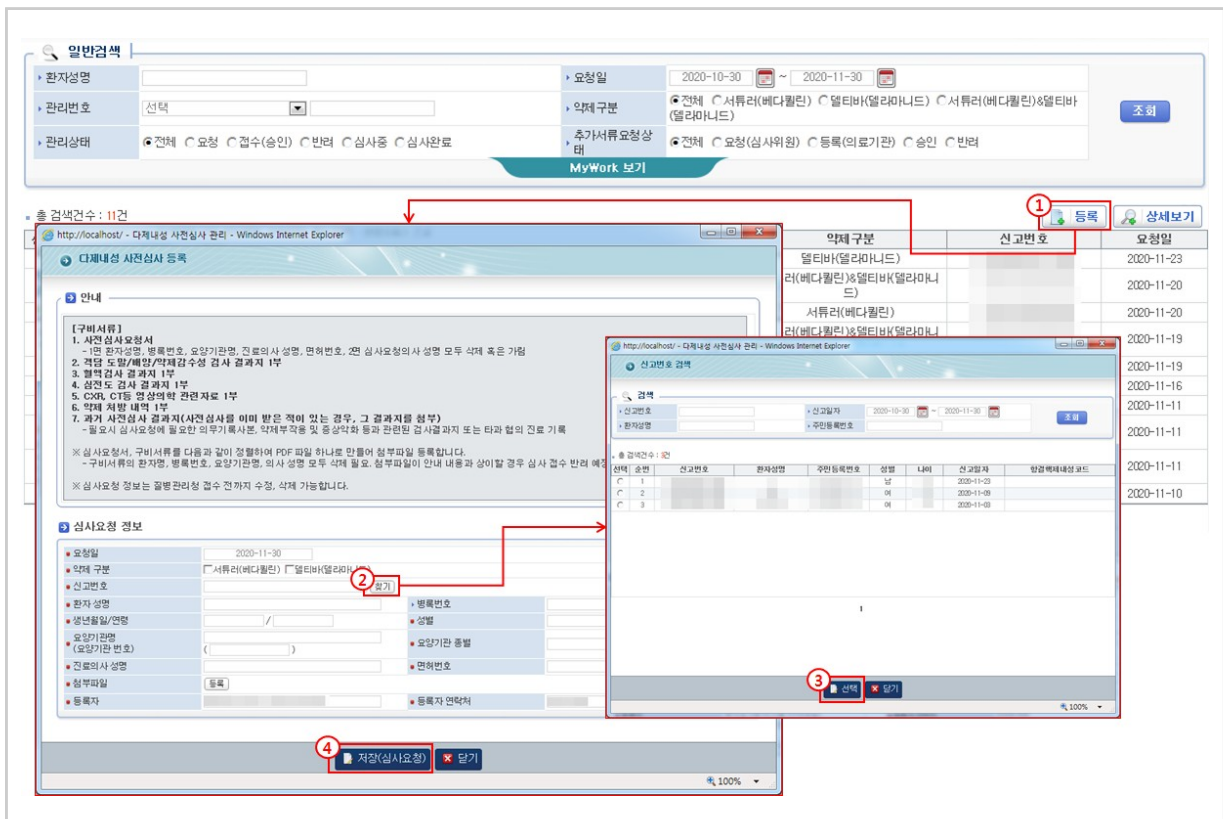 일반검색
환자성명 요청일 2020-10-30 ~ 2020-11-30
관리번호 선택 약제구분 전체 서튜러(베다퀼린) 델티바(델라마니드) 서튜러(베다퀼린)&델티바
(델라마니드)
조회
관리상태 전체 요청 접수(승인) 반려 심사중 심사완료 추가서류요청상
태 전체 요청(심사위원) 등록(의료기관) 승인 반려
MyWork 보기
총 검색건수 : 11건
1 등록 상세보기
약제구분 신고번호 요청일
델티바(델라마니드) 2020-11-23
러(베다퀼린)&델티바(델라마니
드) 2020-11-20
서튜러(베다퀼린) 2020-11-20
러(베다퀼린)&델티바(델라마니
2020-11-19
2020-11-19
2020-11-16
2020-11-11
2020-11-11
2020-11-11
2020-11-10
http://localhost/ - 다제내성 사전심사 관리 - Windows Internet Explorer
다제내성 사전심사 등록
안내
[구비서류]
1. 사전심사요청서
-1면 환자성명, 병록번호, 요양기관명, 진료의사 성명, 면허번호, 2면 심사요청의사 성명 모두 삭제 혹은 가림
2. 객담 도말/배양/약제감수성 검사 결과지 1부
3. 혈액검사 결과지 1부
4. 심전도 검사 결과지 1부
5. CXR, CT등 영상의학 관련자료 1부
6. 약제 처방 내역 1부
7. 과거 사전심사 결과지(사전심사를 이미 받은 적이 있는 경우, 그 결과지를 첨부)
-필요시 심사요청에 필요한 의무기록사본, 약제부작용 및 증상악화 등과 관련된 검사결과지 또는 타과 협의 진료 기록
※ 심사요청서, 구비서류를 다음과 같이 정렬하여 PDF 파일 하나로 만들어 첨부파일 등록합니다.
-구비서류의 환자명, 병록번호, 요양기관명, 의사 성명 모두 삭제 필요. 첨부파일이 안내 내용과 상이할 경우 심사 접수 반려 예정
※ 심사요청 정보는 질병관리청 접수 전까지 수정, 삭제 가능합니다.
심사요청 정보
요청일 2020-11-30
약제 구분 서튜러(베다퀼린) 델티바(델라마니드)
신고번호 2 찾기
환자 성명 병록번호
생년월일/연령 / 성별
요양기관명
(요양기관 번호) ( ) 요양기관 종별
진료의사 성명 면허번호
첨부파일 등록
등록자 등록자 연락처
4 저장(심사요청) 닫기
100%
http://localhost/ - 다제내성 사전심사 관리 - Windows Internet Explorer
신고번호 검색
검색
신고번호 신고일자 2020-10-30 ~ 2020-11-30
환자성명 주민등록번호
조회
총 검색건수 : 3건
선택 순번 신고번호 환자성명 주민등록번호 성별 나이 신고일자 항결핵제내성코드
1 남 2020-11-23
2 여 2020-11-09
3 여 2020-11-03
1
3 선택 닫기
100%